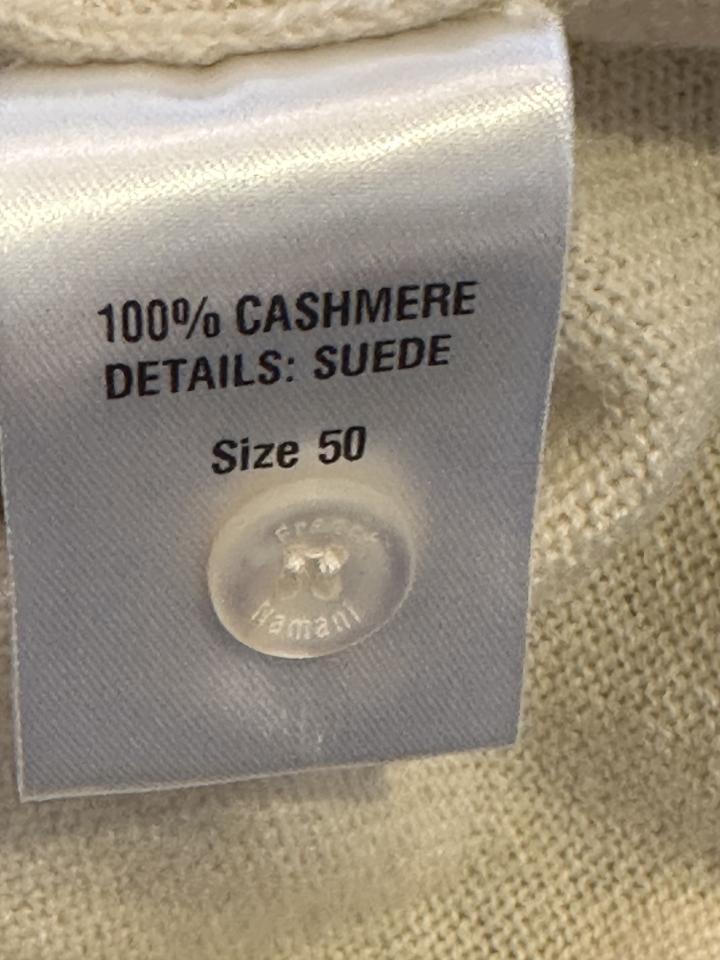 100% CASHMERE
DETAILS: SUEDE
Size 50
Namani